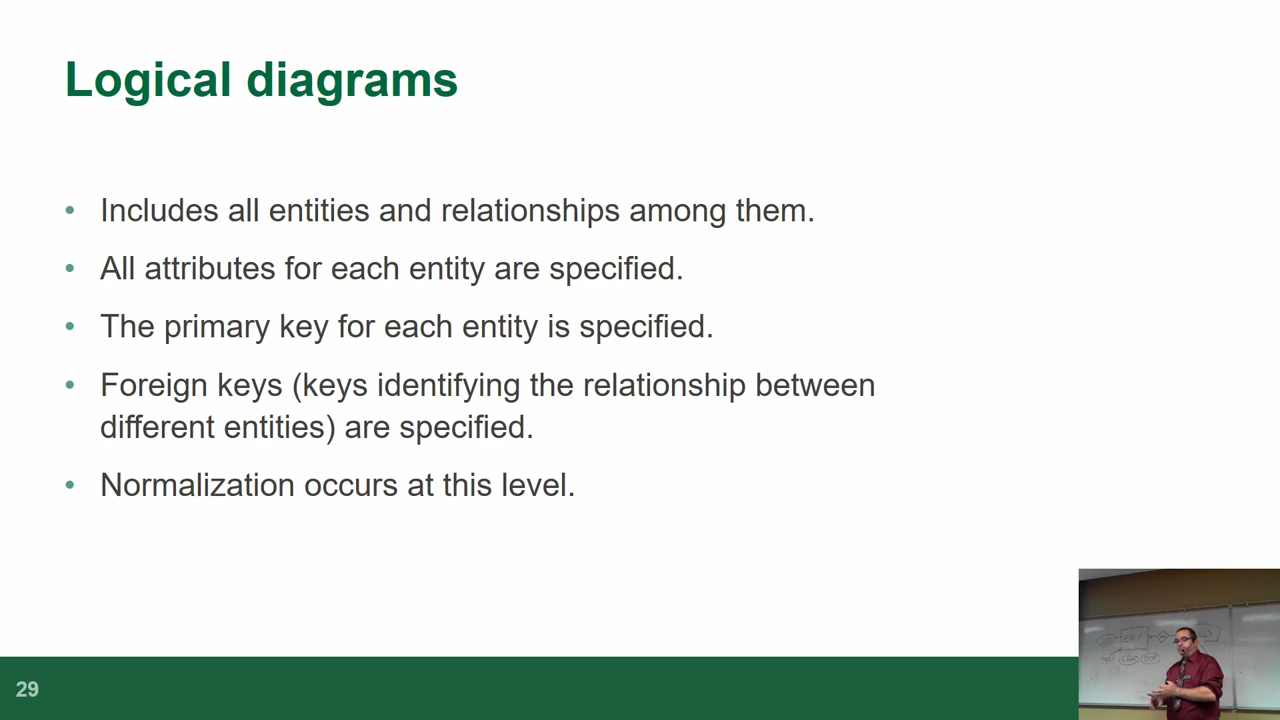 Logical diagrams
• Includes all entities and relationships among them.
• All attributes for each entity are specified.
• The primary key for each entity is specified.
• Foreign keys (keys identifying the relationship between
different entities) are specified.
• Normalization occurs at this level.
29